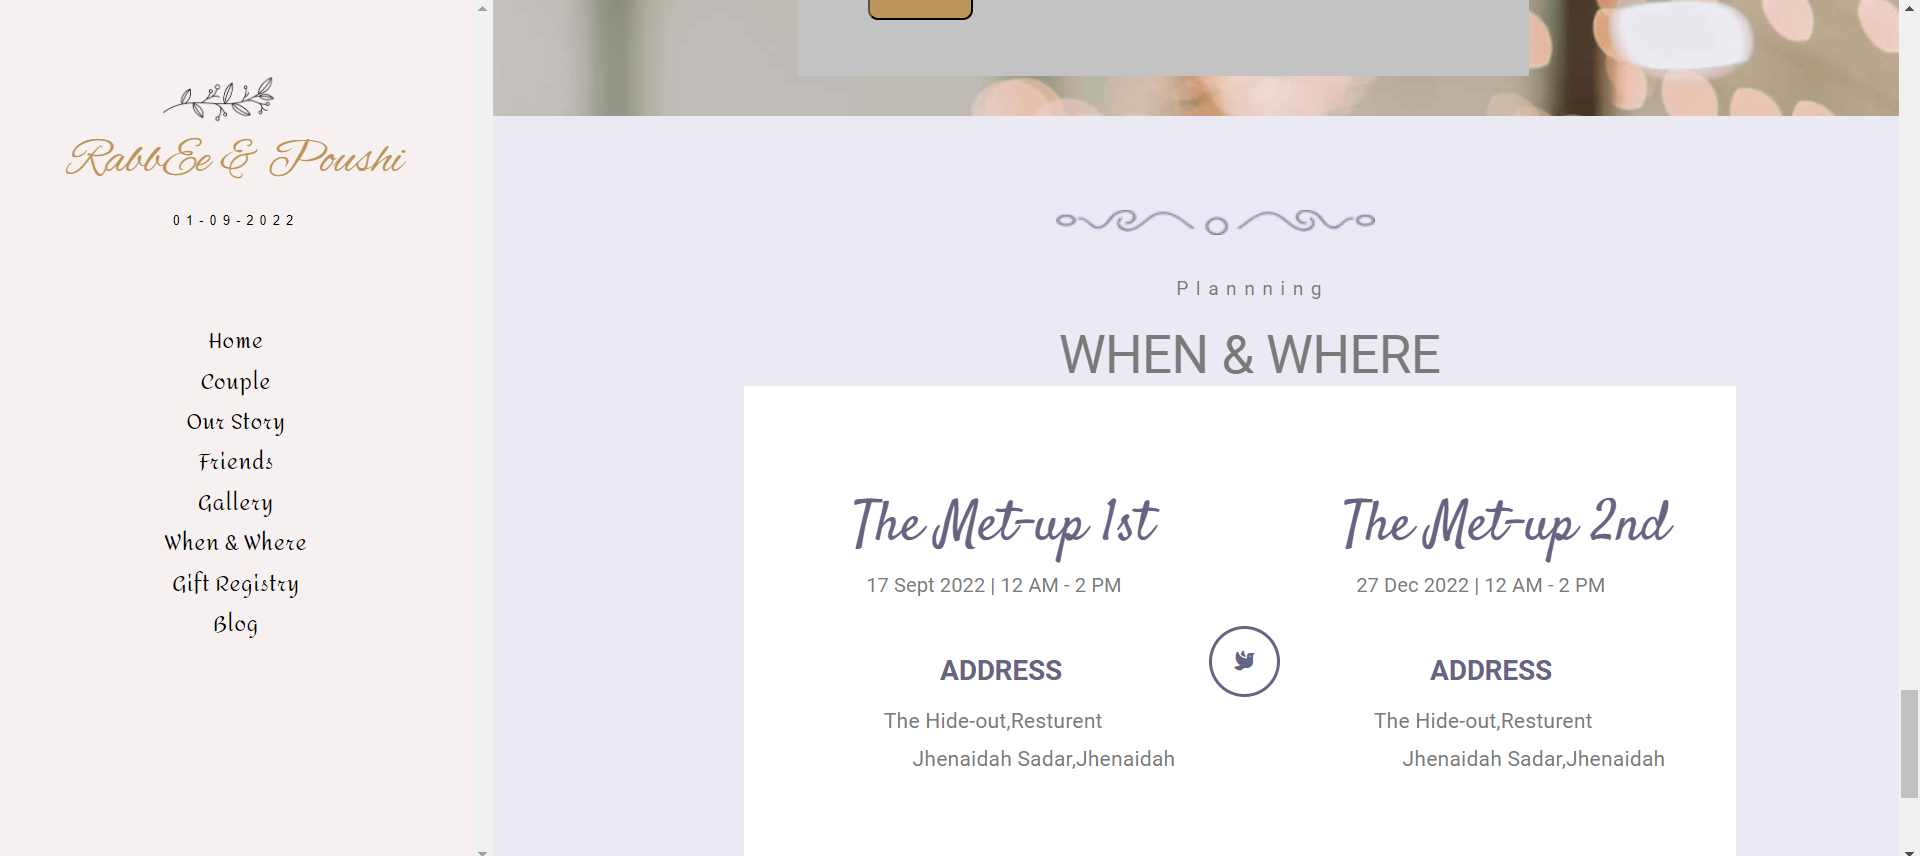 RabbEe & Poushi
01-09-2022
Home
Couple
Our Story
Friends
Gallery
When & Where
Gift Registry
Blog
Plannning
WHEN & WHERE
The Met-up 1st
17 Sept 2022 | 12 AM - 2 PM
ADDRESS
The Hide-out,Resturent
Jhenaidah Sadar,Jhenaidah
The Met-up 2nd
27 Dec 2022 | 12 AM - 2 PM
ADDRESS
The Hide-out,Resturent
Jhenaidah Sadar,Jhenaidah